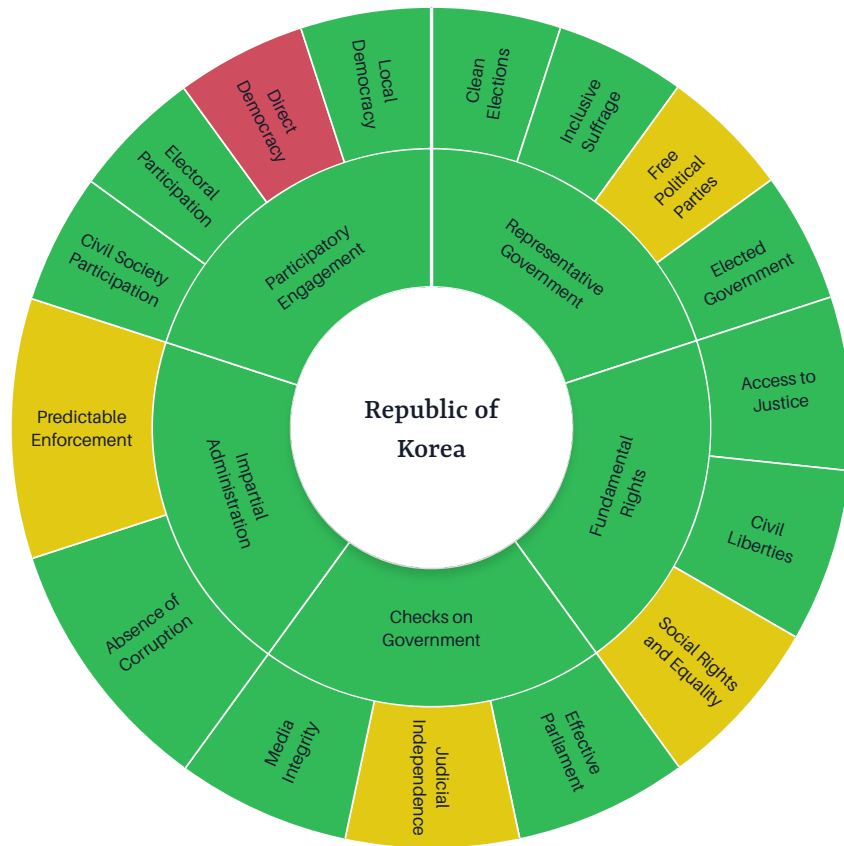 Republic of
Korea
Representative
Government
Fundamental
Rights
Checks on
Government
Impartial
Administration
Participatory
Engagement
Clean
Elections
Inclusive
Suffrage
Free
Political
Parties
Elected
Government
Access to
Justice
Civil
Liberties
Social Rights
and Equality
Effective
Parliament
Judicial
Independence
Media
Integrity
Absence of
Corruption
Predictable
Enforcement
Civil Society
Participation
Electoral
Participation
Direct
Democracy
Local
Democracy